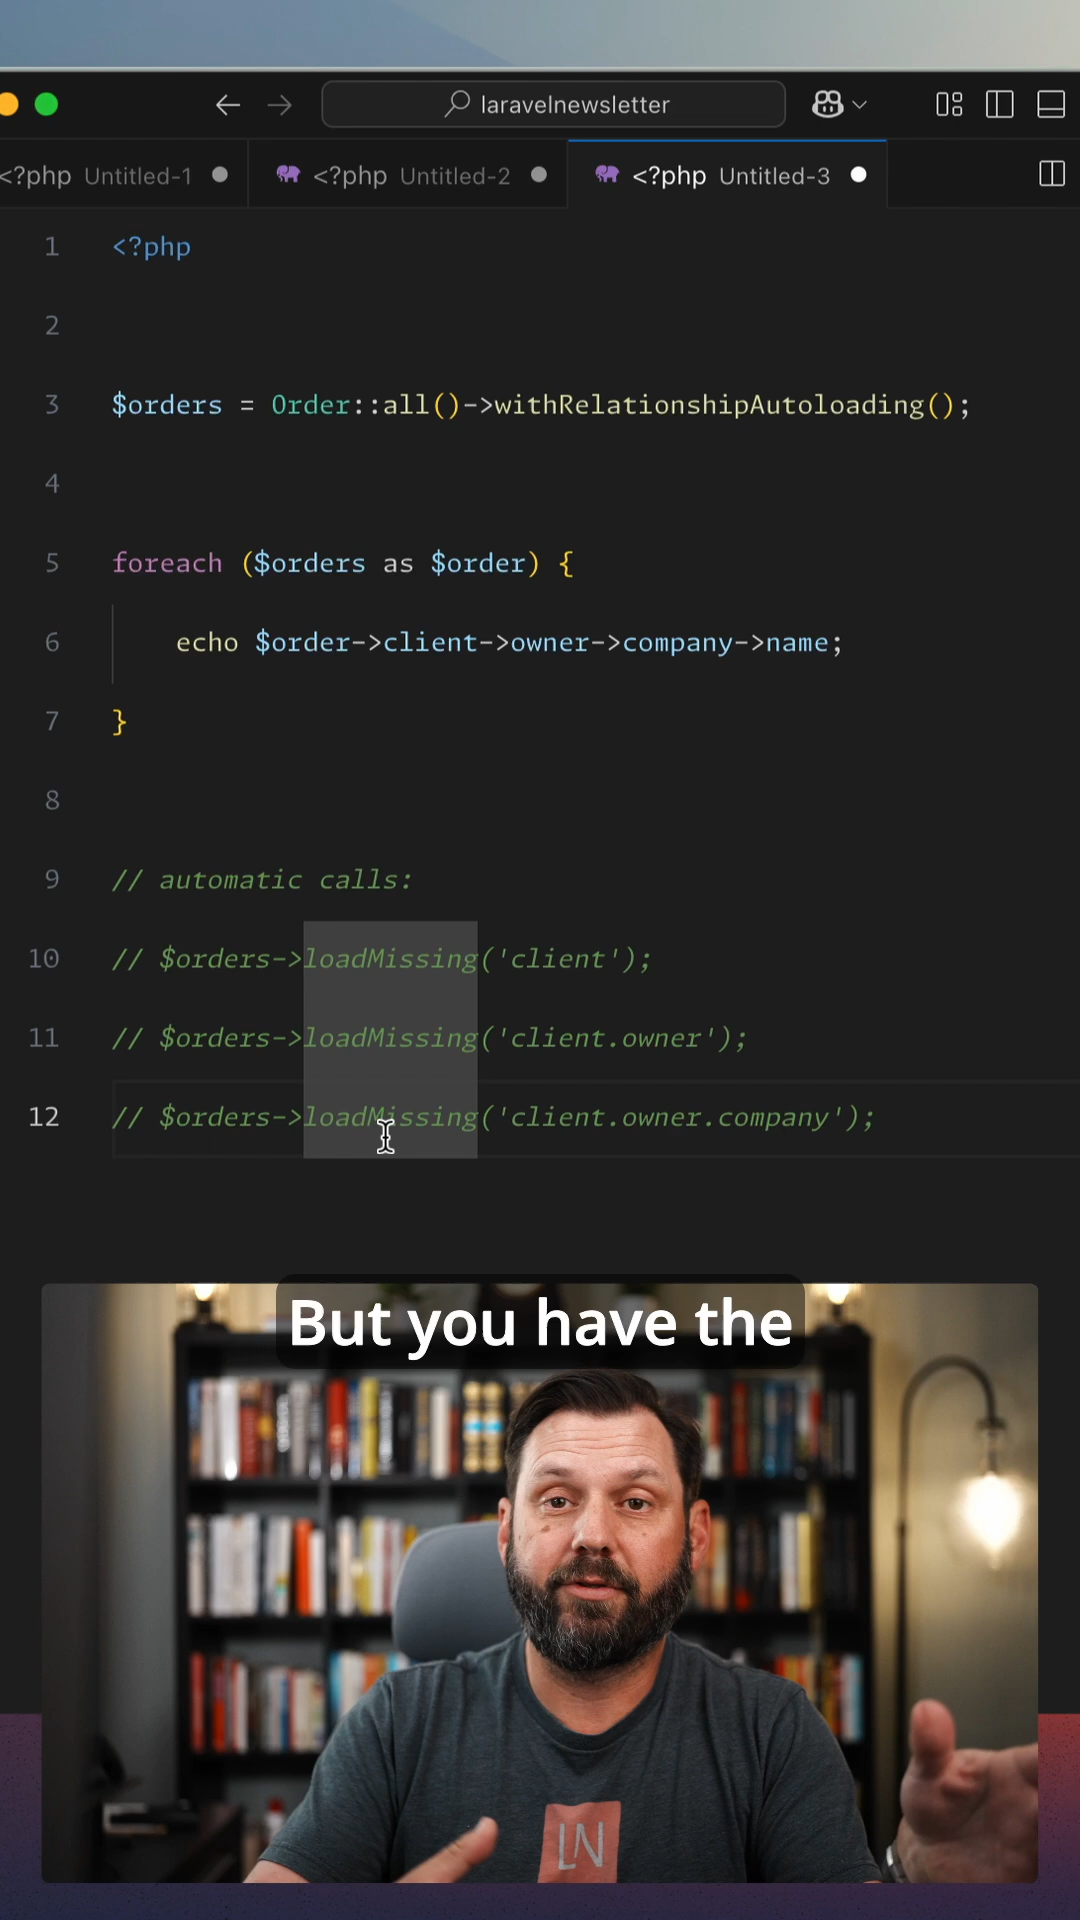 laravelnewsletter
<?php Untitled-1
<?php Untitled-2
<?php Untitled-3
1 <?php
2
3 $orders = Order::all()->withRelationshipAutoloading();
4
5 foreach ($orders as $order) {
6 echo $order->client->owner->company->name;
7 }
8
9 // automatic calls:
10 // $orders->loadMissing('client');
11 // $orders->loadMissing('client.owner');
12 // $orders->loadMissing('client.owner.company');
But you have the
LN